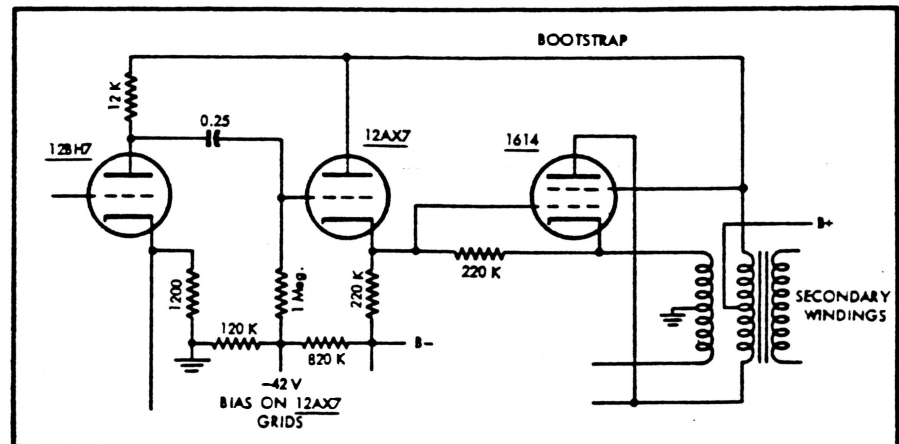 BOOTSTRAP
12 K
0.25
12BH7
12AX7
1614
B+
1200
1 Meg.
220 K
220 K
120 K
820 K
B-
SECONDARY
WINDINGS
-42 V
BIAS ON 12AX7
GRIDS